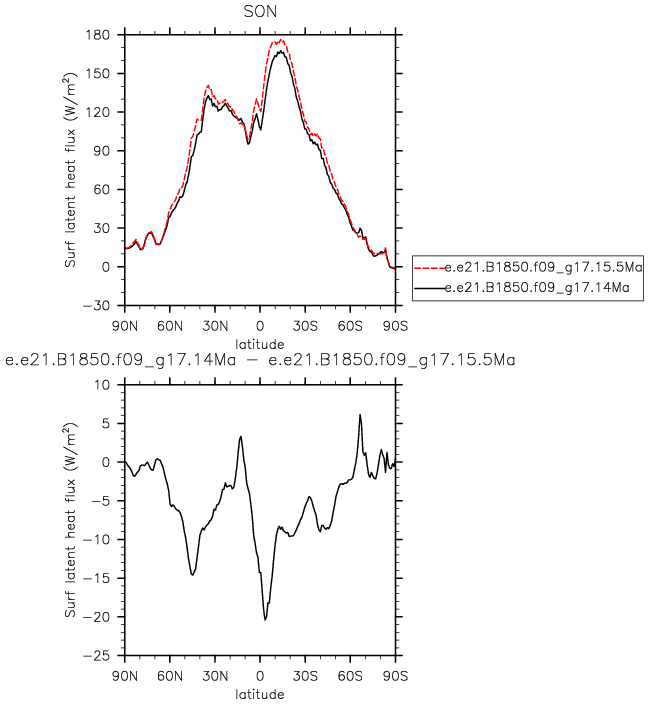 SON
180
150
120
90
60
30
0
−30
Surf latent heat flux (W/m²)
90N 60N 30N 0 30S 60S 90S
latitude
e.e21.B1850.f09_g17.15.5Ma
e.e21.B1850.f09_g17.14Ma
e.e21.B1850.f09_g17.14Ma − e.e21.B1850.f09_g17.15.5Ma
10
5
0
−5
−10
−15
−20
−25
Surf latent heat flux (W/m²)
90N 60N 30N 0 30S 60S 90S
latitude